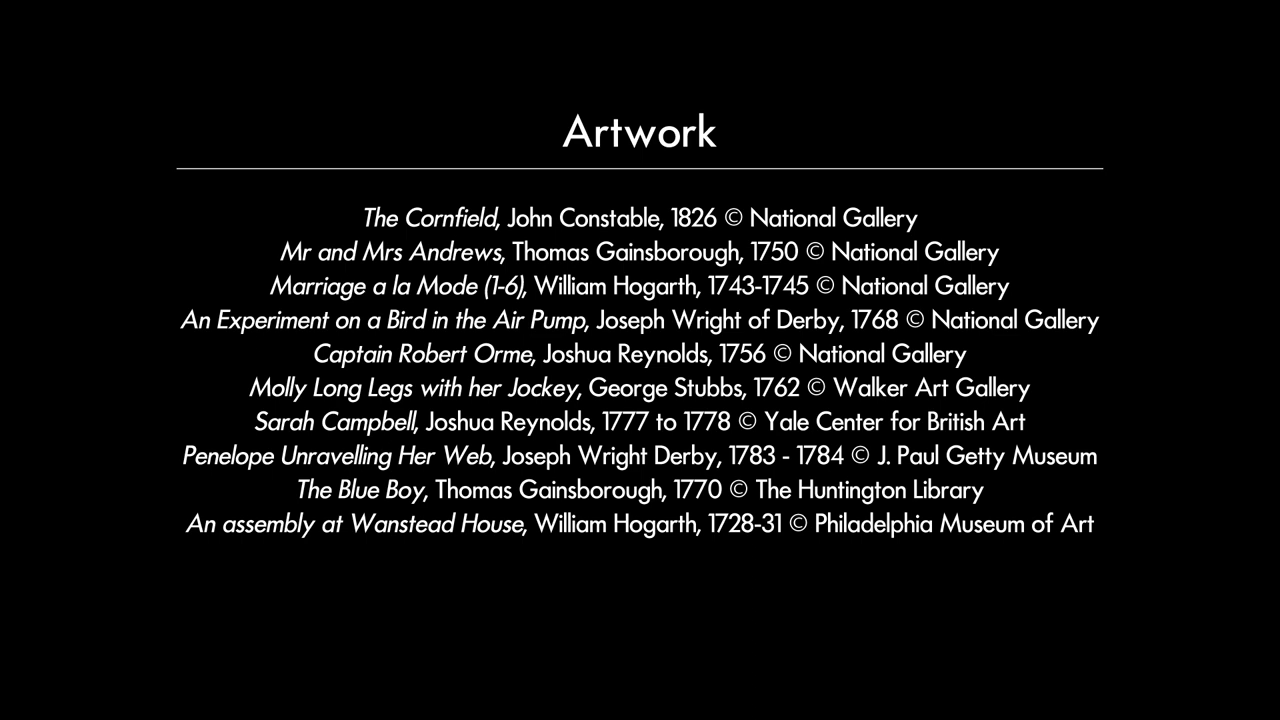 Artwork
The Cornfield, John Constable, 1826 © National Gallery
Mr and Mrs Andrews, Thomas Gainsborough, 1750 © National Gallery
Marriage a la Mode (1-6), William Hogarth, 1743-1745 © National Gallery
An Experiment on a Bird in the Air Pump, Joseph Wright of Derby, 1768 © National Gallery
Captain Robert Orme, Joshua Reynolds, 1756 © National Gallery
Molly Long Legs with her Jockey, George Stubbs, 1762 © Walker Art Gallery
Sarah Campbell, Joshua Reynolds, 1777 to 1778 © Yale Center for British Art
Penelope Unravelling Her Web, Joseph Wright Derby, 1783 - 1784 © J. Paul Getty Museum
The Blue Boy, Thomas Gainsborough, 1770 © The Huntington Library
An assembly at Wanstead House, William Hogarth, 1728-31 © Philadelphia Museum of Art